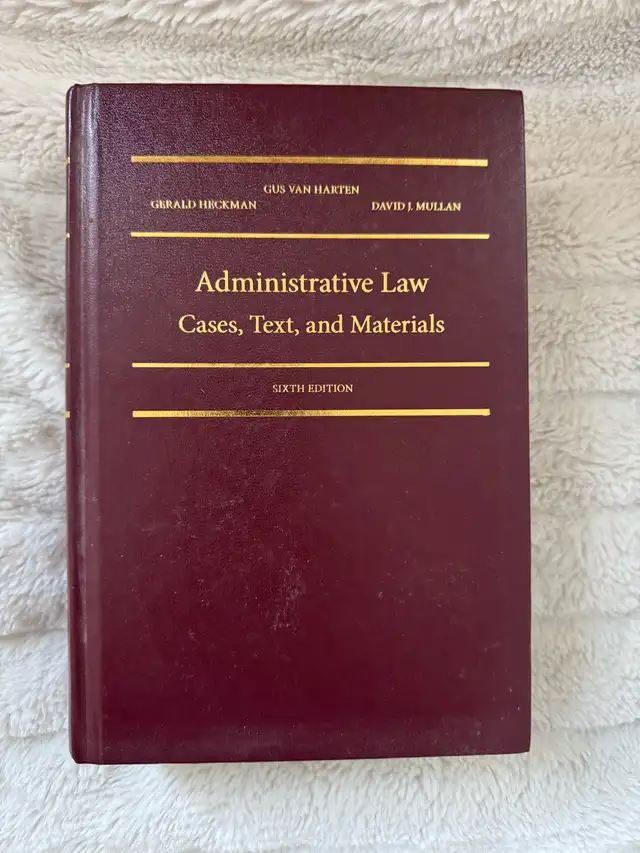 GUS VAN HARTEN
GERALD HECKMAN DAVID J. MULLAN
Administrative Law
Cases, Text, and Materials
SIXTH EDITION